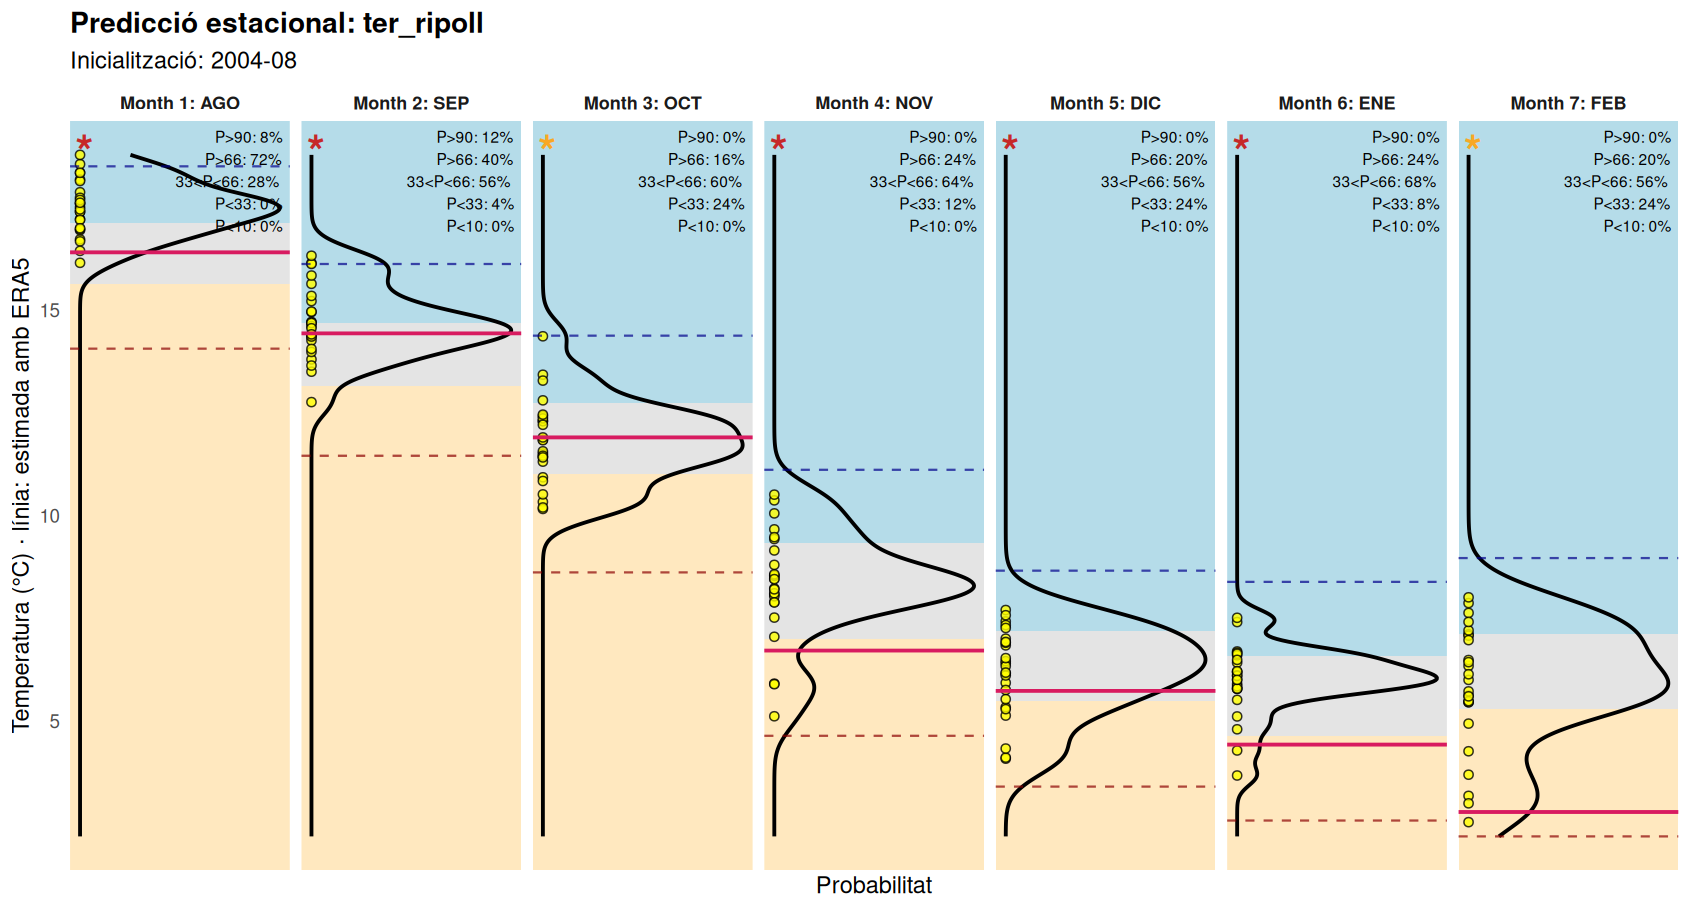 Predicció estacional: ter_ripoll
Inicialització: 2004-08
Month 1: AGO
Month 2: SEP
Month 3: OCT
Month 4: NOV
Month 5: DIC
Month 6: ENE
Month 7: FEB
*
P>90: 8%
P>66: 72%
33<P<66: 28%
P<33: 0%
P<10: 0%
*
P>90: 12%
P>66: 40%
33<P<66: 56%
P<33: 4%
P<10: 0%
*
P>90: 0%
P>66: 16%
33<P<66: 60%
P<33: 24%
P<10: 0%
*
P>90: 0%
P>66: 24%
33<P<66: 64%
P<33: 12%
P<10: 0%
*
P>90: 0%
P>66: 20%
33<P<66: 56%
P<33: 24%
P<10: 0%
*
P>90: 0%
P>66: 24%
33<P<66: 68%
P<33: 8%
P<10: 0%
*
P>90: 0%
P>66: 20%
33<P<66: 56%
P<33: 24%
P<10: 0%
Temperatura (°C) · línia: estimada amb ERA5
15
10
5
Probabilitat